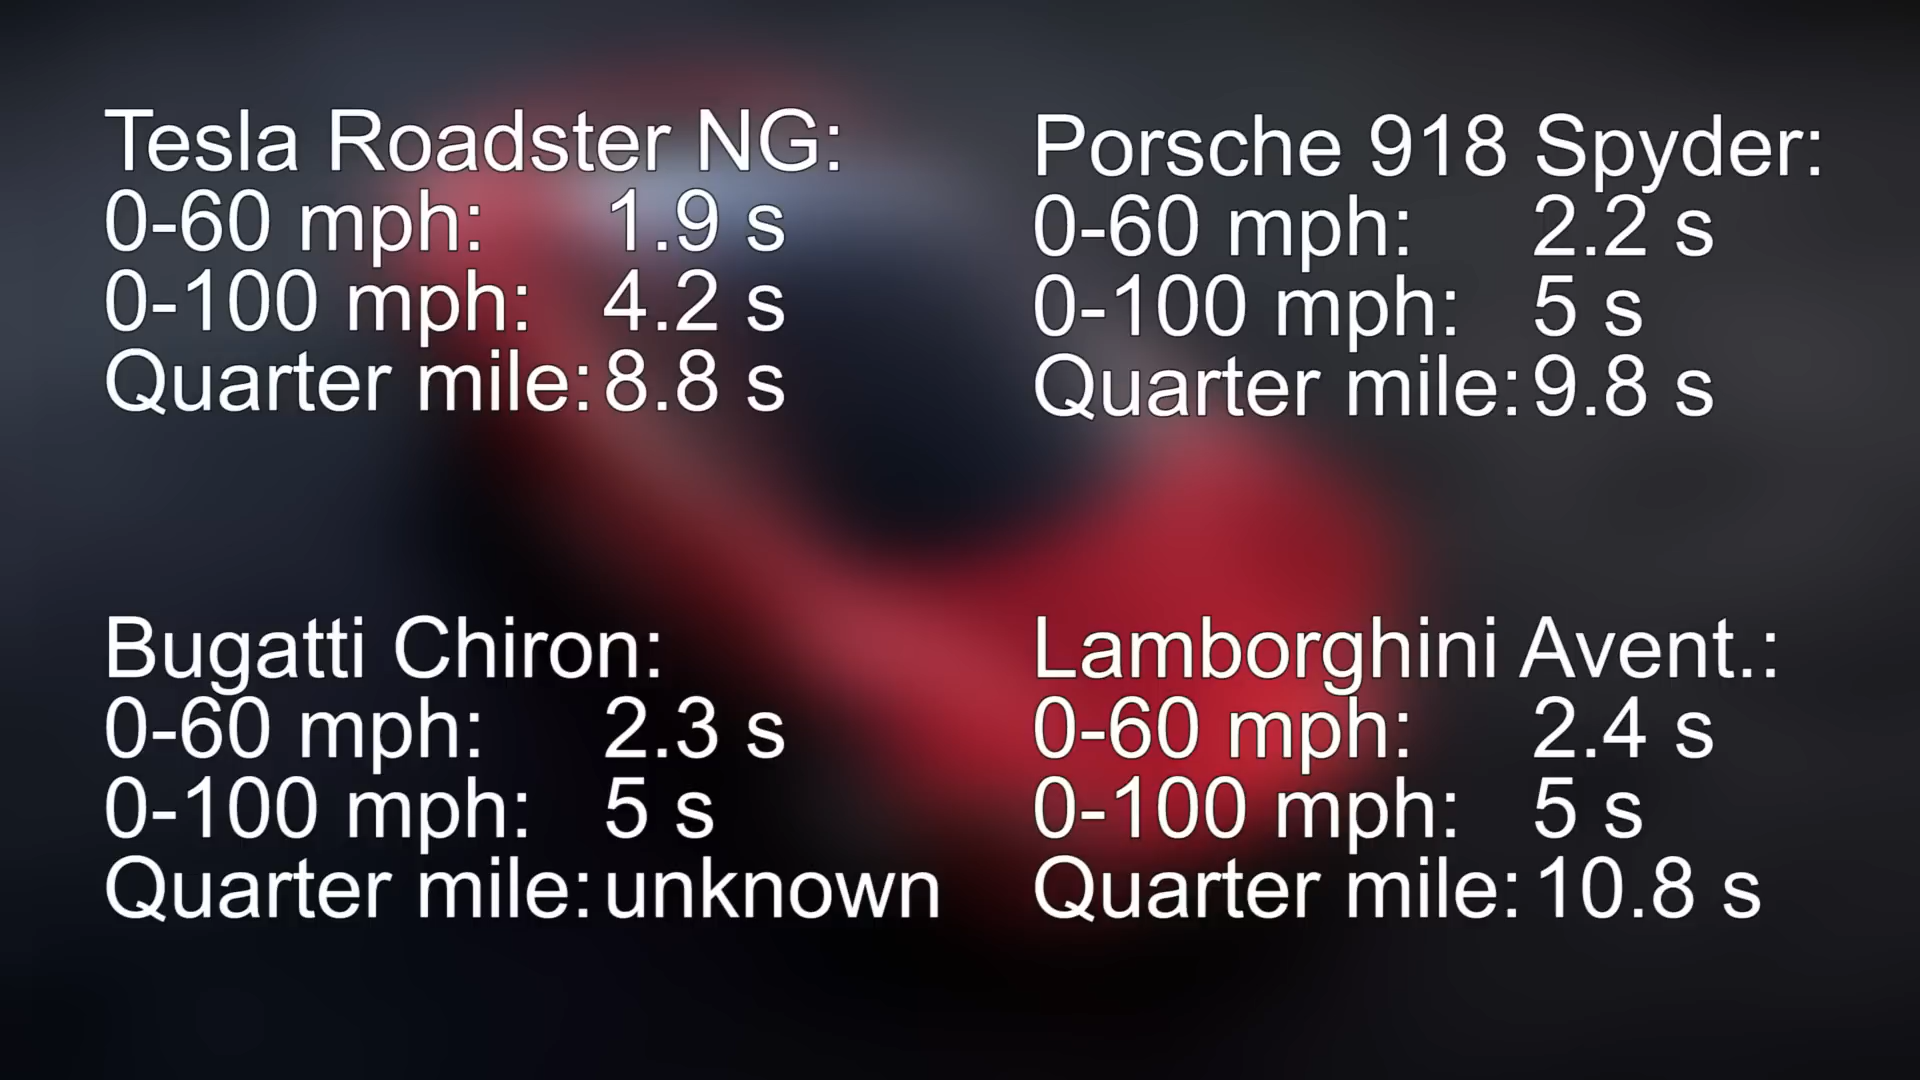 Tesla Roadster NG:
0-60 mph: 1.9 s
0-100 mph: 4.2 s
Quarter mile: 8.8 s
Porsche 918 Spyder:
0-60 mph: 2.2 s
0-100 mph: 5 s
Quarter mile: 9.8 s
Bugatti Chiron:
0-60 mph: 2.3 s
0-100 mph: 5 s
Quarter mile: unknown
Lamborghini Avent.:
0-60 mph: 2.4 s
0-100 mph: 5 s
Quarter mile: 10.8 s